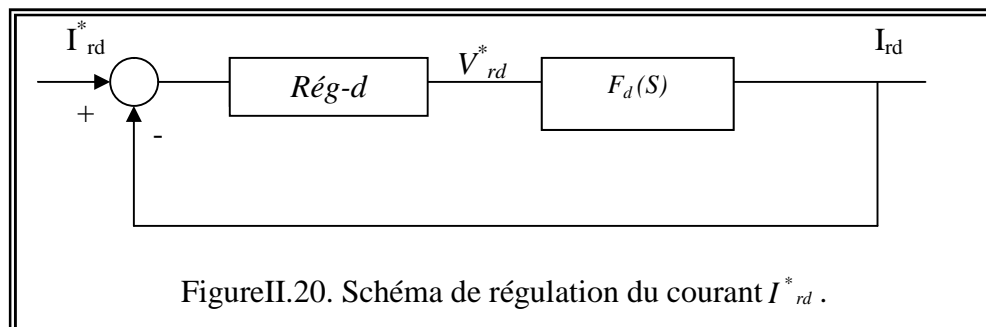 I*rd Rég-d V*rd Fd(S) Ird
+ -
FigureII.20. Schéma de régulation du courant I*rd .